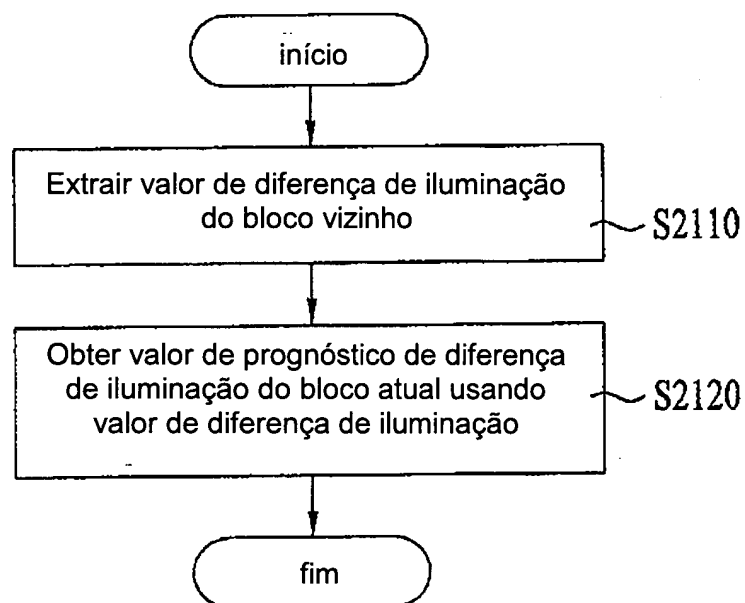 início
Extrair valor de diferença de iluminação
do bloco vizinho
S2110
Obter valor de prognóstico de diferença
de iluminação do bloco atual usando
valor de diferença de iluminação
S2120
fim